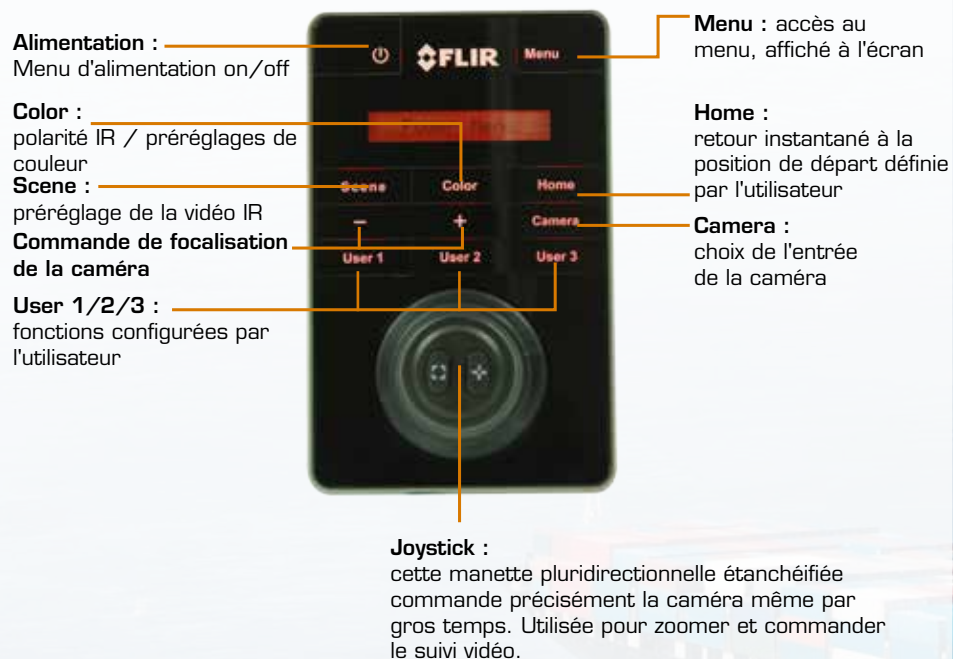 Alimentation :
Menu d'alimentation on/off
Color :
polarité IR / préréglages de
couleur
Scene :
préréglage de la vidéo IR
Commande de focalisation
de la caméra
User 1/2/3 :
fonctions configurées par
l'utilisateur
FLIR
Menu
Scene
Color
Home
−
+
Camera
User 1
User 2
User 3
Menu : accès au
menu, affiché à l'écran
Home :
retour instantané à la
position de départ définie
par l'utilisateur
Camera :
choix de l'entrée
de la caméra
Joystick :
cette manette pluridirectionnelle étanchéifiée
commande précisément la caméra même par
gros temps. Utilisée pour zoomer et commander
le suivi vidéo.